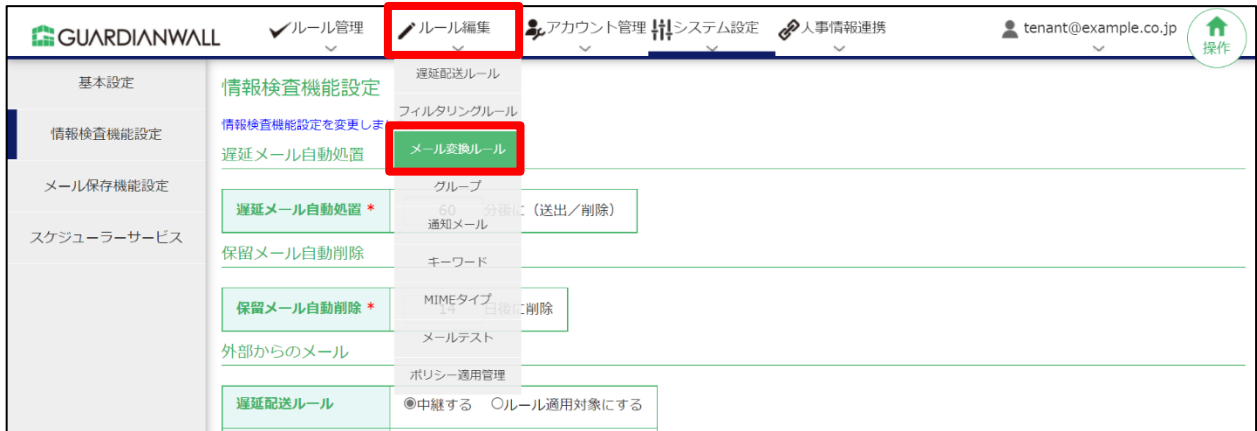 GUARDIANWALL
ルール管理
ルール編集
アカウント管理
システム設定
人事情報連携
tenant@example.co.jp
操作
基本設定
情報検査機能設定
メール保存機能設定
スケジューラーサービス
遅延配送ルール
フィルタリングルール
メール変換ルール
グループ
通知メール
キーワード
MIMEタイプ
メールテスト
ポリシー適用管理
情報検査機能設定
情報検査機能設定を変更しま
遅延メール自動処置
遅延メール自動処置 * 60 分後に（送出／削除）
保留メール自動削除
保留メール自動削除 * 14 日後に削除
外部からのメール
遅延配送ルール ◉中継する ○ルール適用対象にする